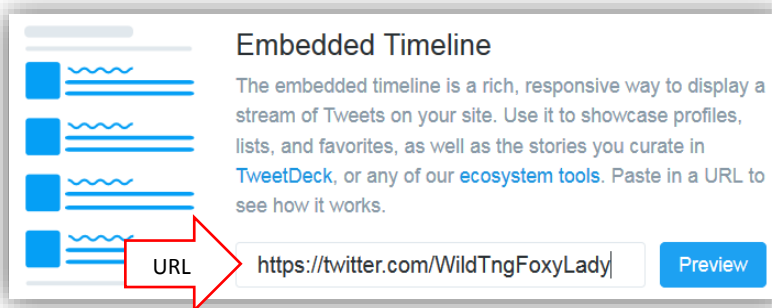 Embedded Timeline
The embedded timeline is a rich, responsive way to display a
stream of Tweets on your site. Use it to showcase profiles,
lists, and favorites, as well as the stories you curate in
TweetDeck, or any of our ecosystem tools. Paste in a URL to
see how it works.
URL
https://twitter.com/WildTngFoxyLady
Preview